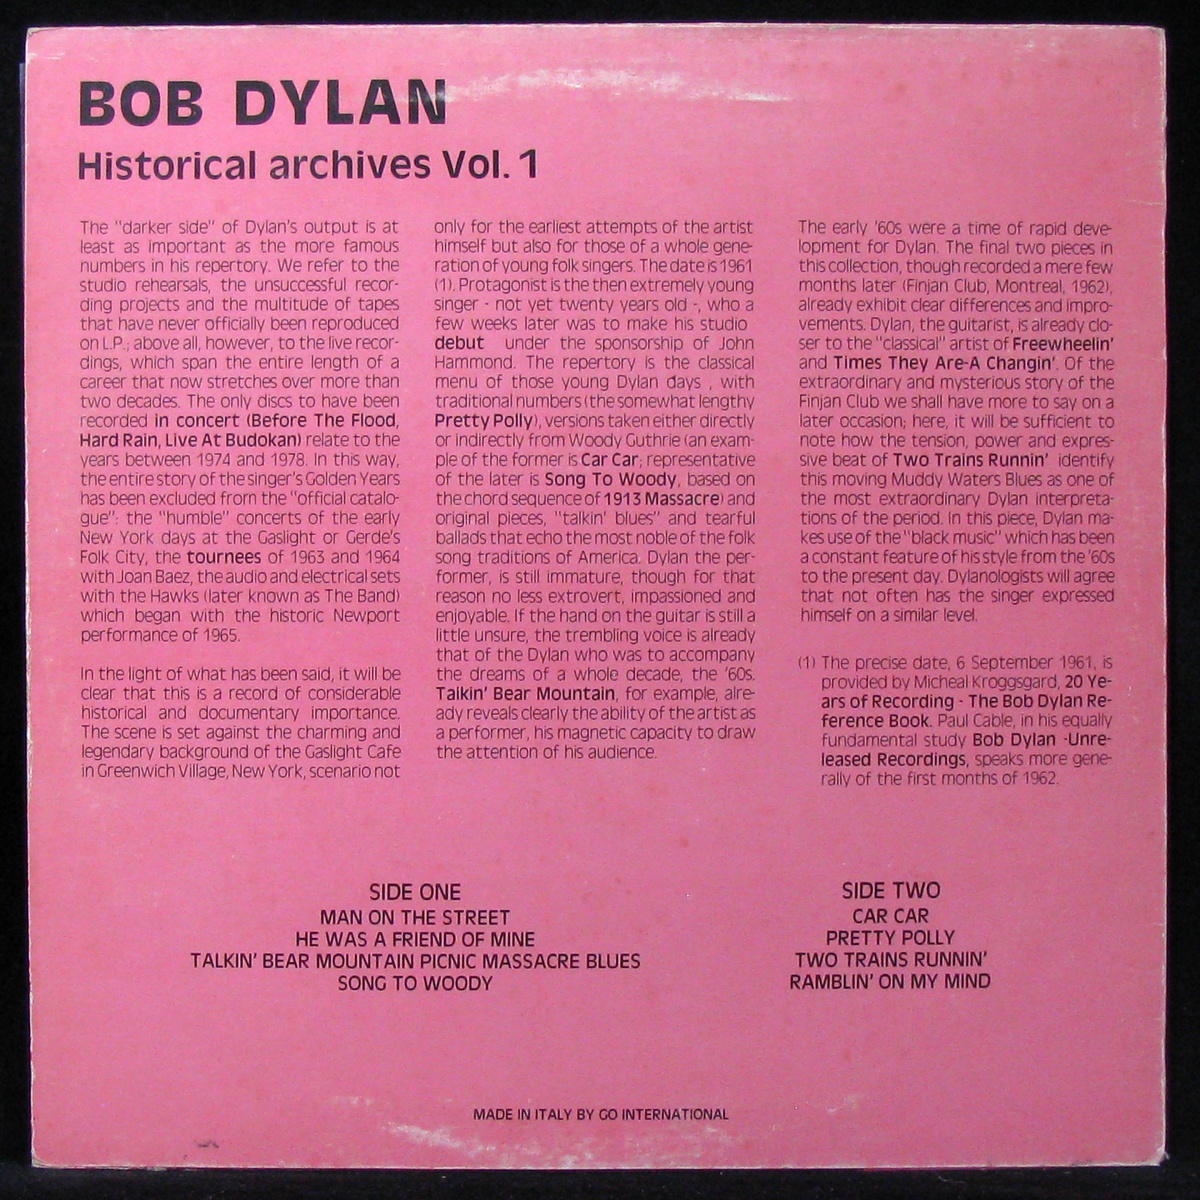 BOB DYLAN
Historical archives Vol. 1
The "darker side" of Dylan's output is at
least as important as the more famous
numbers in his repertory. We refer to the
studio rehearsals, the unsuccessful recor-
ding projects and the multitude of tapes
that have never officially been reproduced
on L.P.; above all, however, to the live recor-
dings, which span the entire length of a
career that now stretches over more than
two decades. The only discs to have been
recorded in concert (Before The Flood,
Hard Rain, Live At Budokan) relate to the
years between 1974 and 1978. In this way,
the entire story of the singer's Golden Years
has been excluded from the "official catalo-
gue": the "humble" concerts of the early
New York days at the Gaslight or Gerde's
Folk City, the tournees of 1963 and 1964
with Joan Baez, the audio and electrical sets
with the Hawks (later known as The Band)
which began with the historic Newport
performance of 1965.
In the light of what has been said, it will be
clear that this is a record of considerable
historical and documentary importance.
The scene is set against the charming and
legendary background of the Gaslight Cafe
in Greenwich Village, New York, scenario not
only for the earliest attempts of the artist
himself but also for those of a whole gene-
ration of young folk singers. The date is 1961
(1). Protagonist is the then extremely young
singer - not yet twenty years old -, who a
few weeks later was to make his studio
debut under the sponsorship of John
Hammond. The repertory is the classical
menu of those young Dylan days , with
traditional numbers (the somewhat lengthy
Pretty Polly), versions taken either directly
or indirectly from Woody Guthrie (an exam-
ple of the former is Car Car; representative
of the later is Song To Woody, based on
the chord sequence of 1913 Massacre) and
original pieces, "talkin' blues" and tearful
ballads that echo the most noble of the folk
song traditions of America. Dylan the per-
former, is still immature, though for that
reason no less extrovert, impassioned and
enjoyable. If the hand on the guitar is still a
little unsure, the trembling voice is already
that of the Dylan who was to accompany
the dreams of a whole decade, the '60s.
Talkin' Bear Mountain, for example, alre-
ady reveals clearly the ability of the artist as
a performer, his magnetic capacity to draw
the attention of his audience.
The early '60s were a time of rapid deve-
lopment for Dylan. The final two pieces in
this collection, though recorded a mere few
months later (Finjan Club, Montreal, 1962),
already exhibit clear differences and impro-
vements. Dylan, the guitarist, is already clo-
ser to the "classical" artist of Freewheelin'
and Times They Are-A Changin'. Of the
extraordinary and mysterious story of the
Finjan Club we shall have more to say on a
later occasion; here, it will be sufficient to
note how the tension, power and expres-
sive beat of Two Trains Runnin' identify
this moving Muddy Waters Blues as one of
the most extraordinary Dylan interpreta-
tions of the period. In this piece, Dylan ma-
kes use of the "black music" which has been
a constant feature of his style from the '60s
to the present day. Dylanologists will agree
that not often has the singer expressed
himself on a similar level.
(1) The precise date, 6 September 1961, is
provided by Micheal Kroggsgard, 20 Ye-
ars of Recording - The Bob Dylan Re-
ference Book. Paul Cable, in his equally
fundamental study Bob Dylan -Unre-
leased Recordings, speaks more gene-
rally of the first months of 1962.
SIDE ONE
MAN ON THE STREET
HE WAS A FRIEND OF MINE
TALKIN' BEAR MOUNTAIN PICNIC MASSACRE BLUES
SONG TO WOODY
SIDE TWO
CAR CAR
PRETTY POLLY
TWO TRAINS RUNNIN'
RAMBLIN' ON MY MIND
MADE IN ITALY BY GO INTERNATIONAL